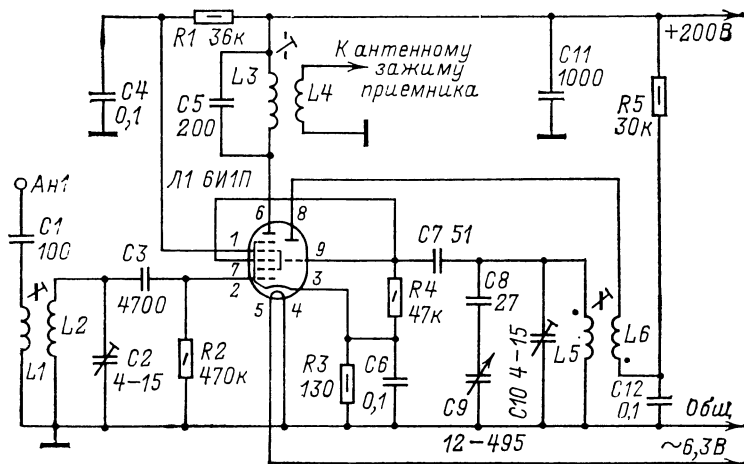 R1 36к
+200В
К антенному
зажиму
приемника
C4
0,1
C5
200
L3
L4
C11
1000
R5
30к
Ан1
Л1 6И1П
C1
100
6
8
1
9
7
3
2
5
4
C3
4700
C7 51
C8
27
R4
47к
L1
L2
C2
4-15
R2
470к
R3
130
C6
0,1
C9
12-495
C10 4-15
L5
L6
C12
0,1
Общ
~6,3В